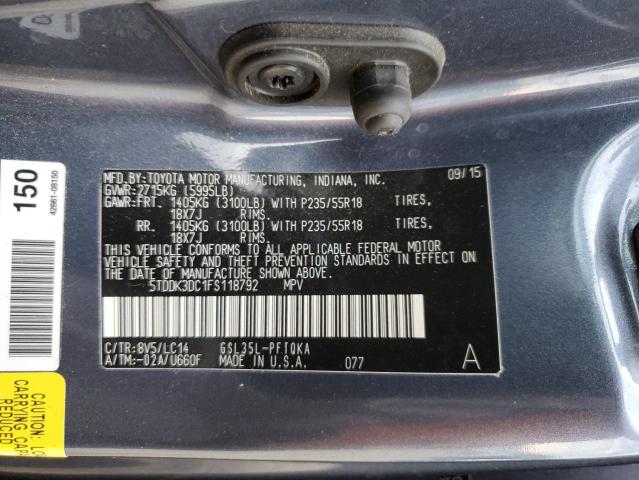 MFD.BY:TOYOTA MOTOR MANUFACTURING, INDIANA, INC. 09/15
GVWR:2715KG (5995LB)
GAWR:FRT. 1405KG (3100LB) WITH P235/55R18 TIRES,
18X7J RIMS.
RR. 1405KG (3100LB) WITH P235/55R18 TIRES,
18X7J RIMS.
THIS VEHICLE CONFORMS TO ALL APPLICABLE FEDERAL MOTOR
VEHICLE SAFETY AND THEFT PREVENTION STANDARDS IN EFFECT ON THE
DATE OF MANUFACTURE SHOWN ABOVE.
5TDDK3DC1FS118792 MPV
C/TR:8V5/LC14 GSL35L-PFTQKA
A/TM:-02A/U660F MADE IN U.S.A. 077 A
150
42661-08150
CAUTION:
CARRYING
REDUCED